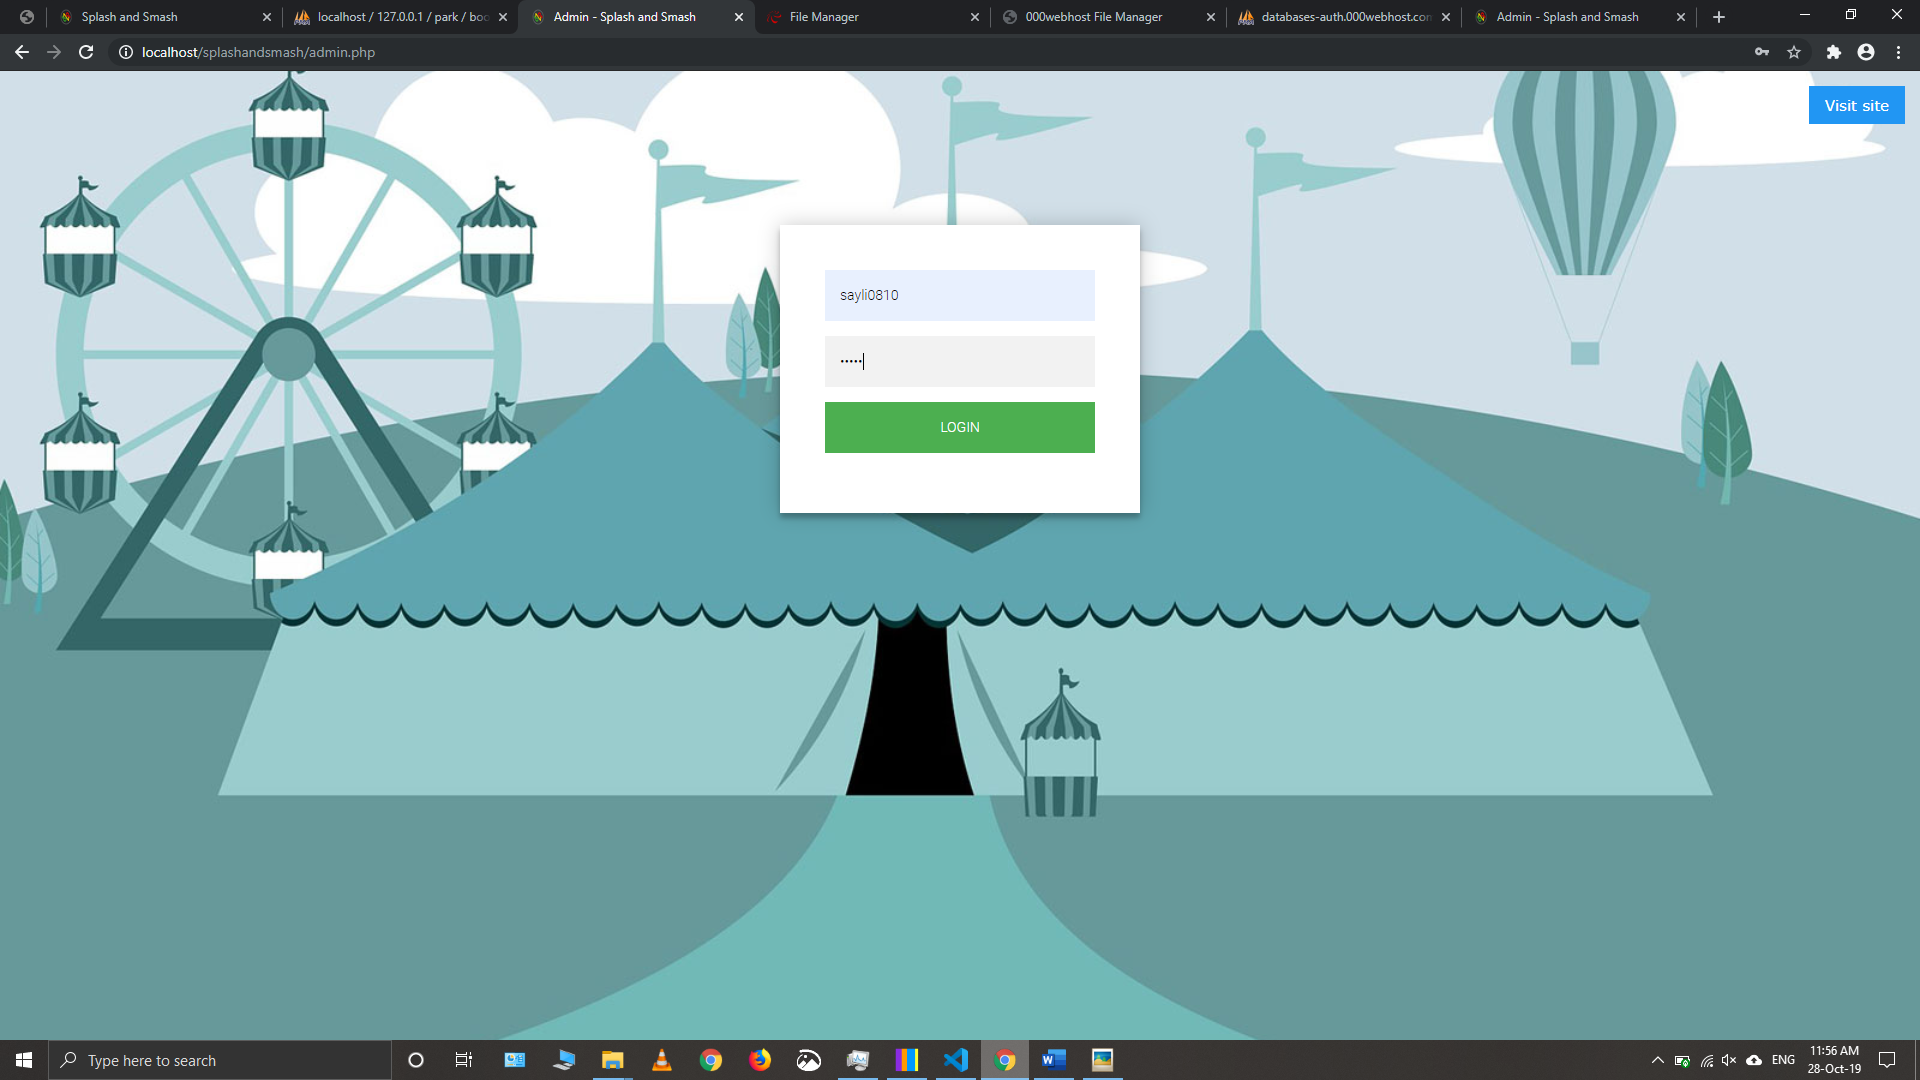 Splash and Smash
localhost / 127.0.0.1 / park / boo
Admin - Splash and Smash
File Manager
000webhost File Manager
databases-auth.000webhost.con
Admin - Splash and Smash
localhost/splashandsmash/admin.php
Visit site
sayli0810
LOGIN
Type here to search
ENG
11:56 AM
28-Oct-19